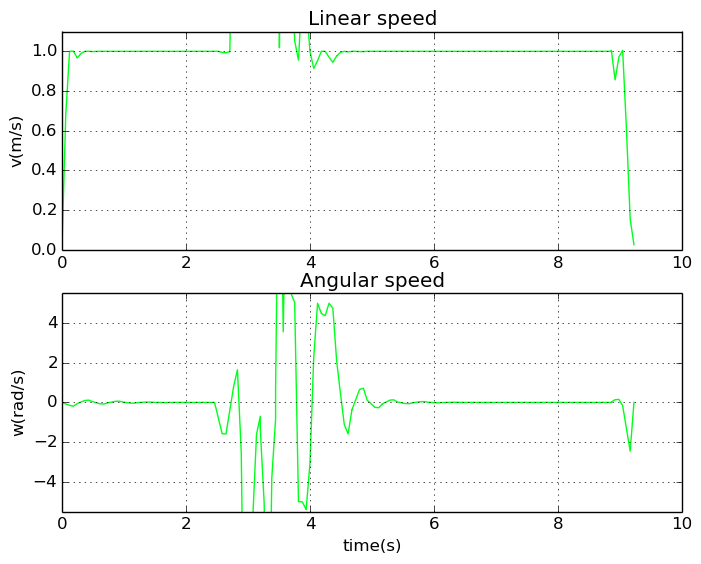 Linear speed
1.0
0.8
0.6
0.4
0.2
0.0
v(m/s)
0 2 4 6 8 10
Angular speed
4
2
0
−2
−4
w(rad/s)
0 2 4 6 8 10
time(s)